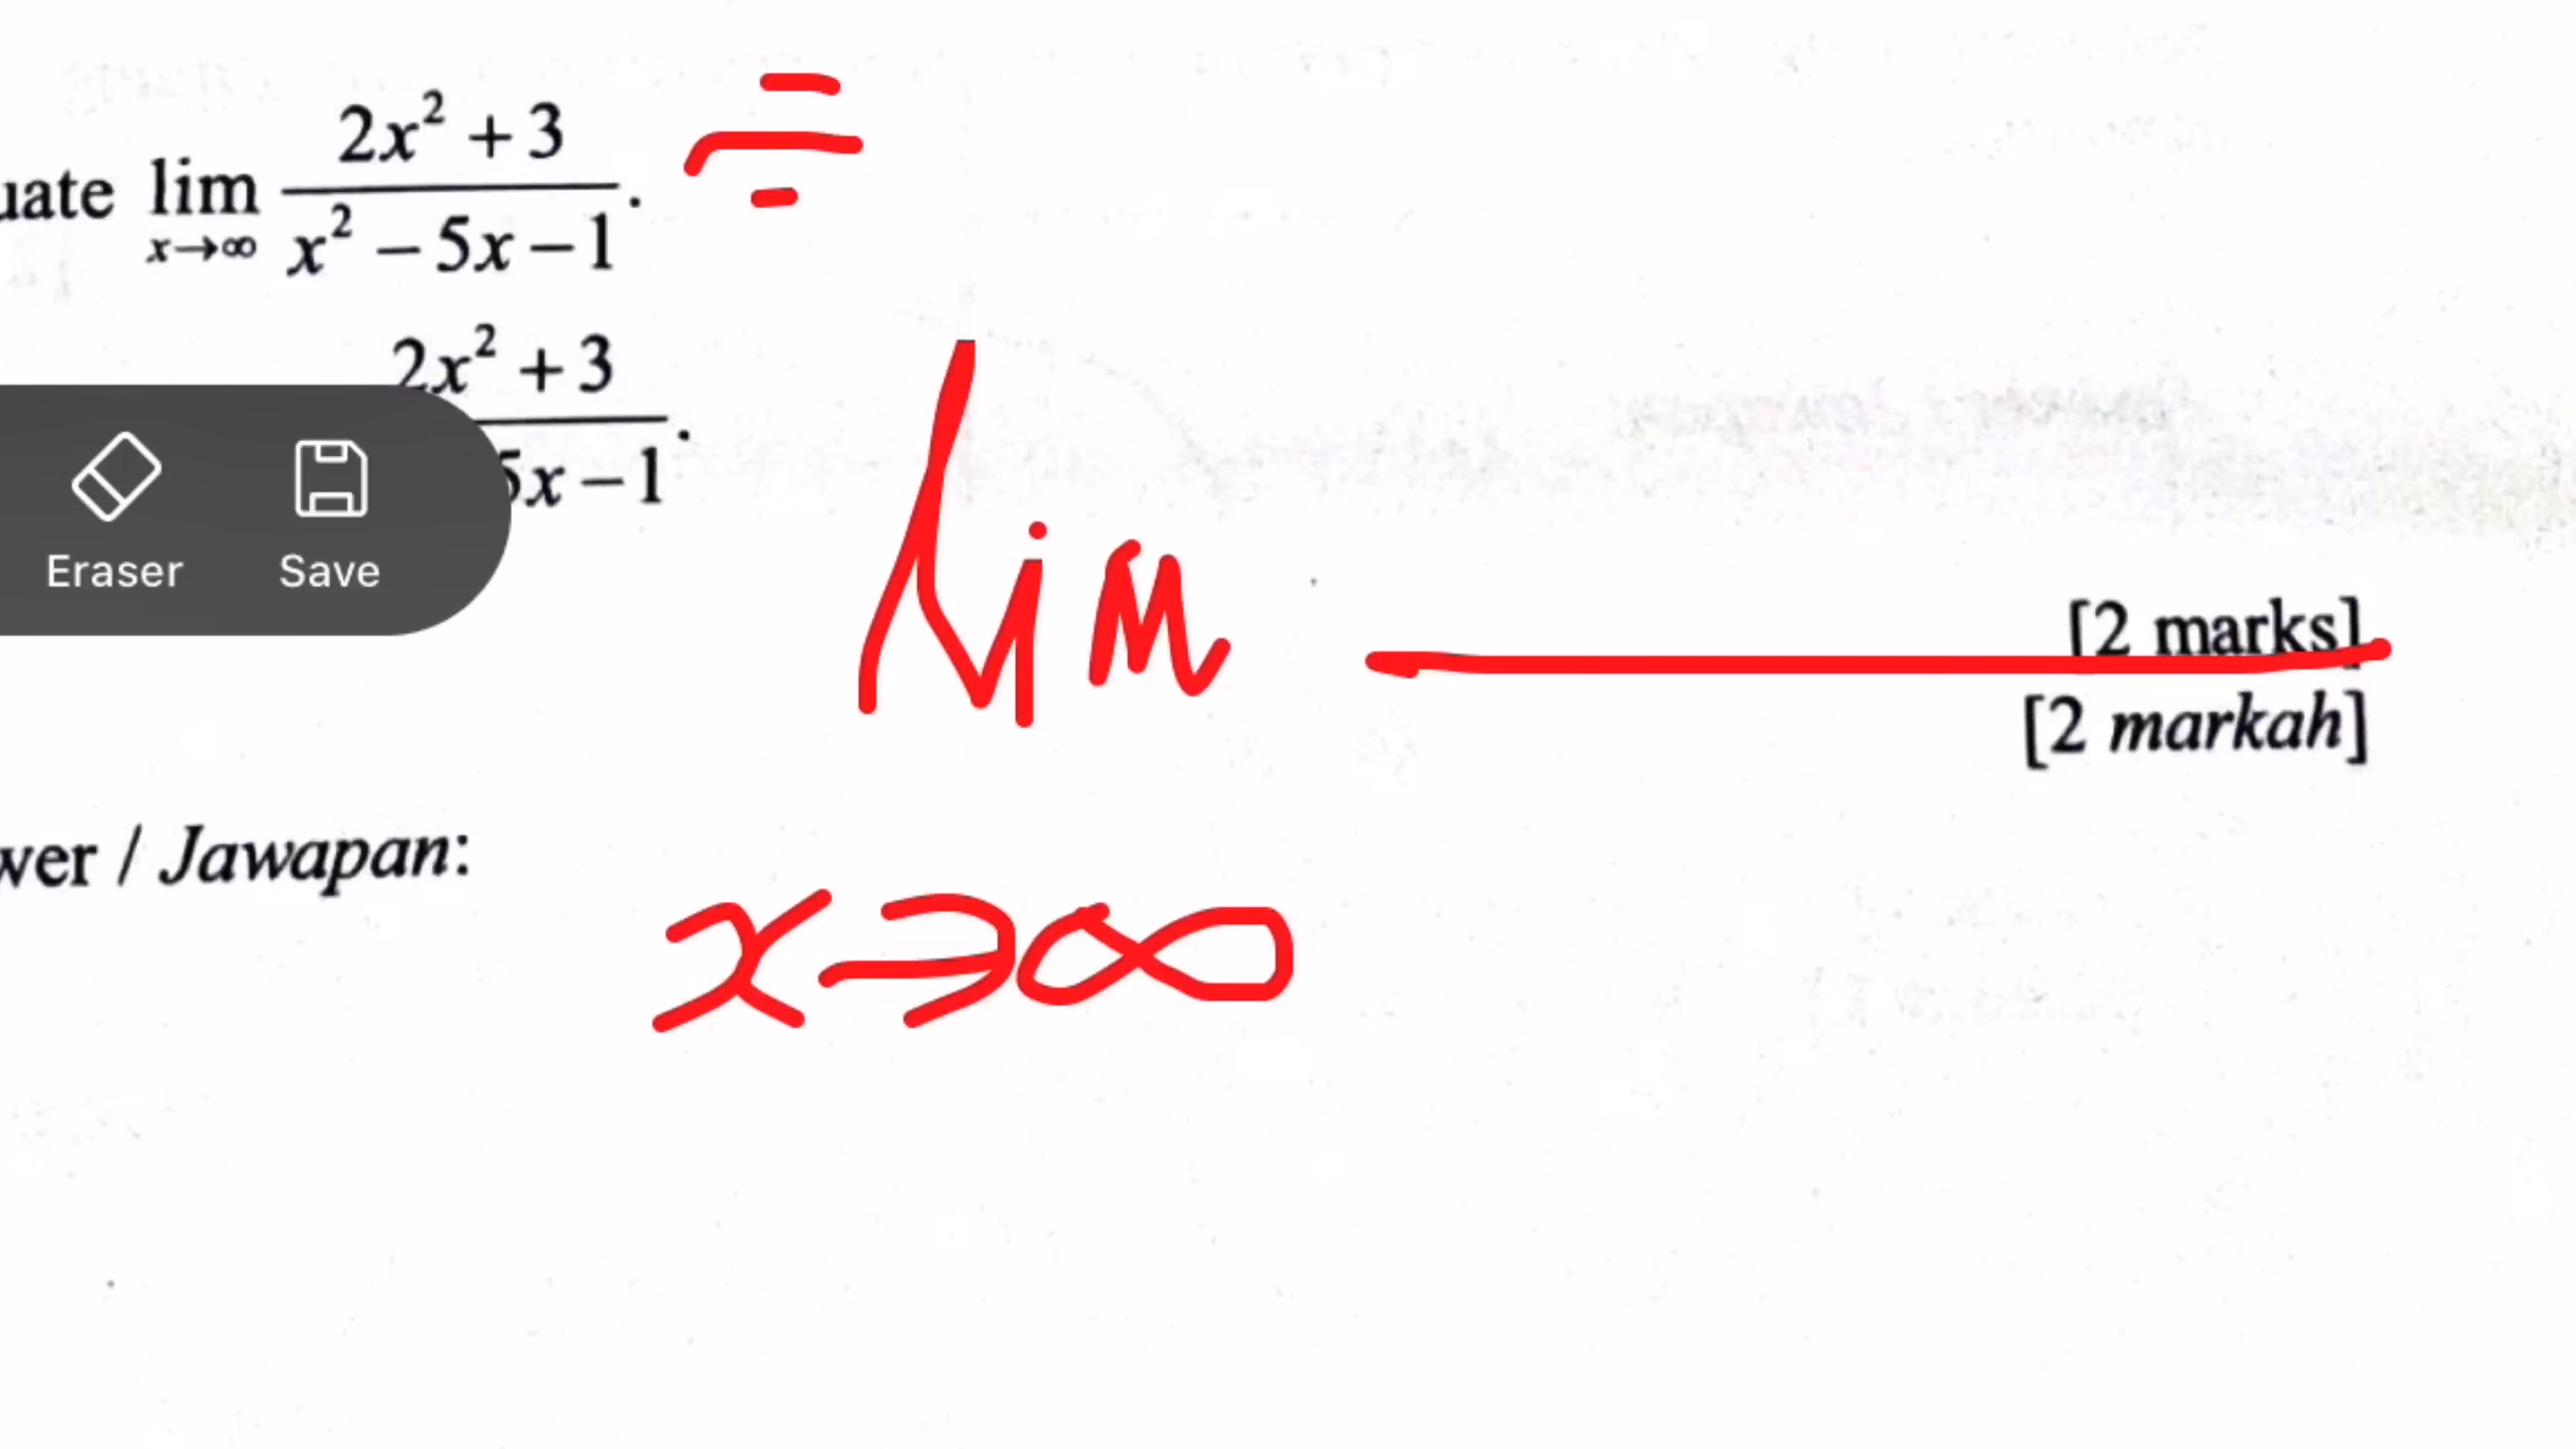 uate lim x→∞ (2x² + 3)/(x² − 5x − 1).
2x² + 3
5x − 1.
Eraser Save
lim
x→∞
[2 marks]
[2 markah]
wer / Jawapan: